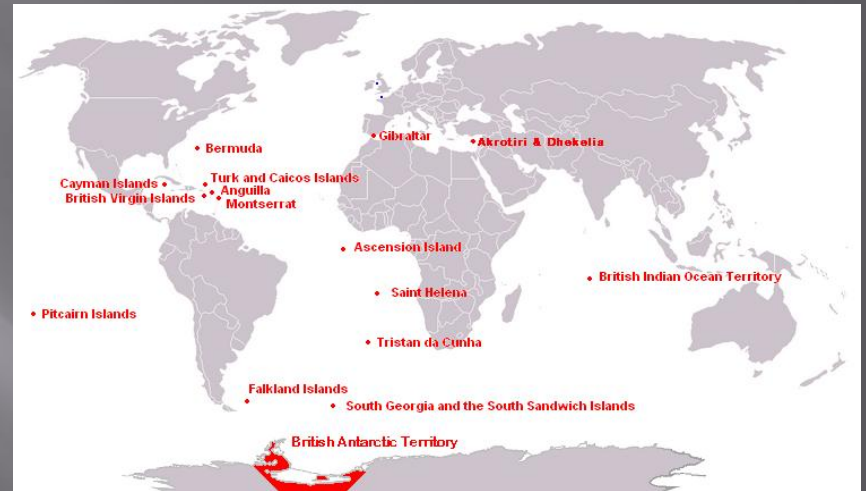 Gibraltar
Akrotiri & Dhekelia
Bermuda
Turk and Caicos Islands
Cayman Islands
Anguilla
British Virgin Islands
Montserrat
Ascension Island
British Indian Ocean Territory
Saint Helena
Pitcairn Islands
Tristan da Cunha
Falkland Islands
South Georgia and the South Sandwich Islands
British Antarctic Territory